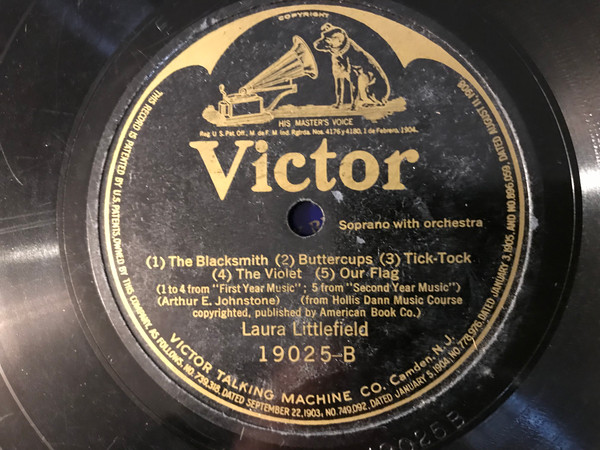 COPYRIGHT
HIS MASTER'S VOICE
Reg U.S. Pat. Off., M. de F. M. Ind. Rgtrda. Nos. 4176 y 4180, 1 de Febrero, 1904.
Victor
Soprano with orchestra
(1) The Blacksmith (2) Buttercups (3) Tick-Tock
(4) The Violet (5) Our Flag
(1 to 4 from "First Year Music"; 5 from "Second Year Music")
(Arthur E. Johnstone) (from Hollis Dann Music Course
copyrighted, published by American Book Co.)
Laura Littlefield
19025-B
VICTOR TALKING MACHINE CO. Camden, N.J.
THIS RECORD IS PATENTED BY U.S. PATENTS, OWNED BY THIS COMPANY, AS FOLLOWS, NO. 739,318, DATED SEPTEMBER 22, 1903, NO. 749,092, DATED JANUARY 5, 1904, NO. 778,976, DATED JANUARY 3, 1905, AND NO. 896,059, DATED AUGUST 11, 1908
19025B